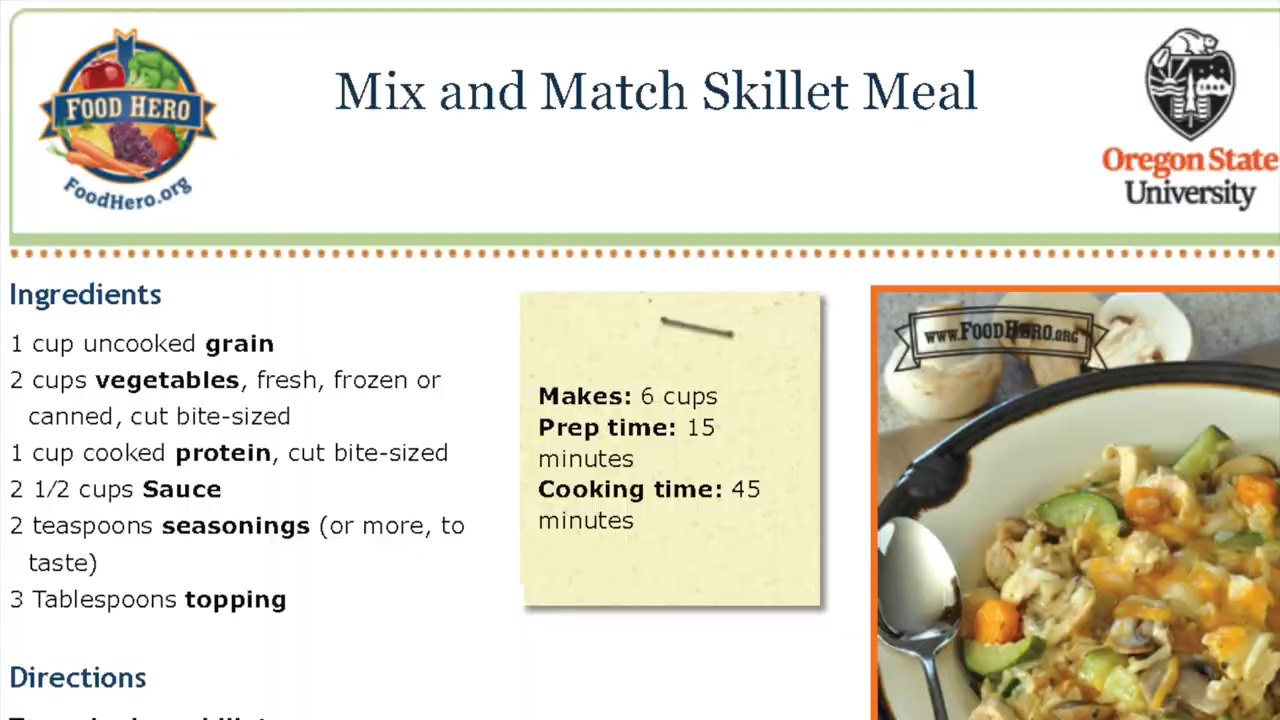 FOOD HERO
FoodHero.org
Mix and Match Skillet Meal
Oregon State
University
Ingredients
1 cup uncooked grain
2 cups vegetables, fresh, frozen or
canned, cut bite-sized
1 cup cooked protein, cut bite-sized
2 1/2 cups Sauce
2 teaspoons seasonings (or more, to
taste)
3 Tablespoons topping
Makes: 6 cups
Prep time: 15
minutes
Cooking time: 45
minutes
www.FoodHero.org
Directions